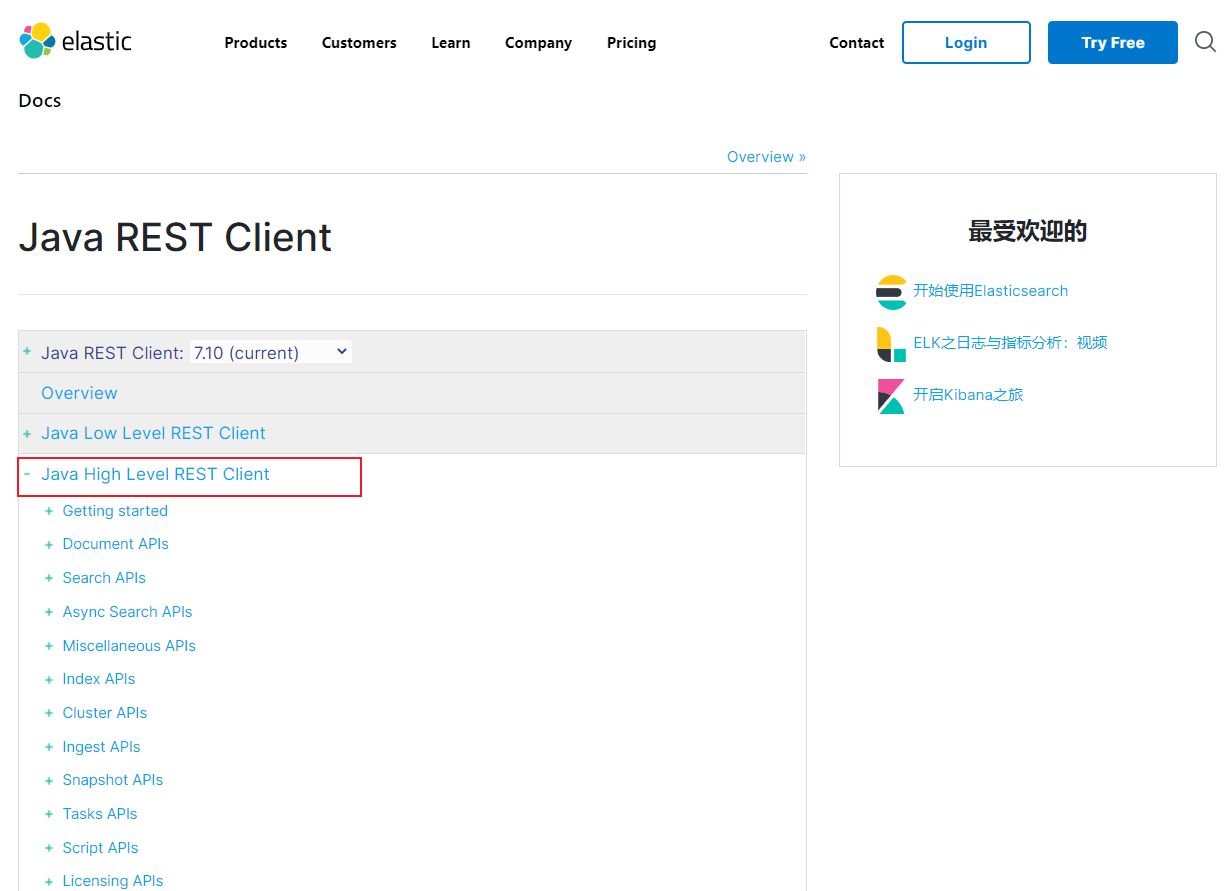 elastic Products Customers Learn Company Pricing Contact Login Try Free
Docs
Overview »
Java REST Client
+ Java REST Client: 7.10 (current)
Overview
+ Java Low Level REST Client
- Java High Level REST Client
+ Getting started
+ Document APIs
+ Search APIs
+ Async Search APIs
+ Miscellaneous APIs
+ Index APIs
+ Cluster APIs
+ Ingest APIs
+ Snapshot APIs
+ Tasks APIs
+ Script APIs
+ Licensing APIs
最受欢迎的
开始使用Elasticsearch
ELK之日志与指标分析：视频
开启Kibana之旅